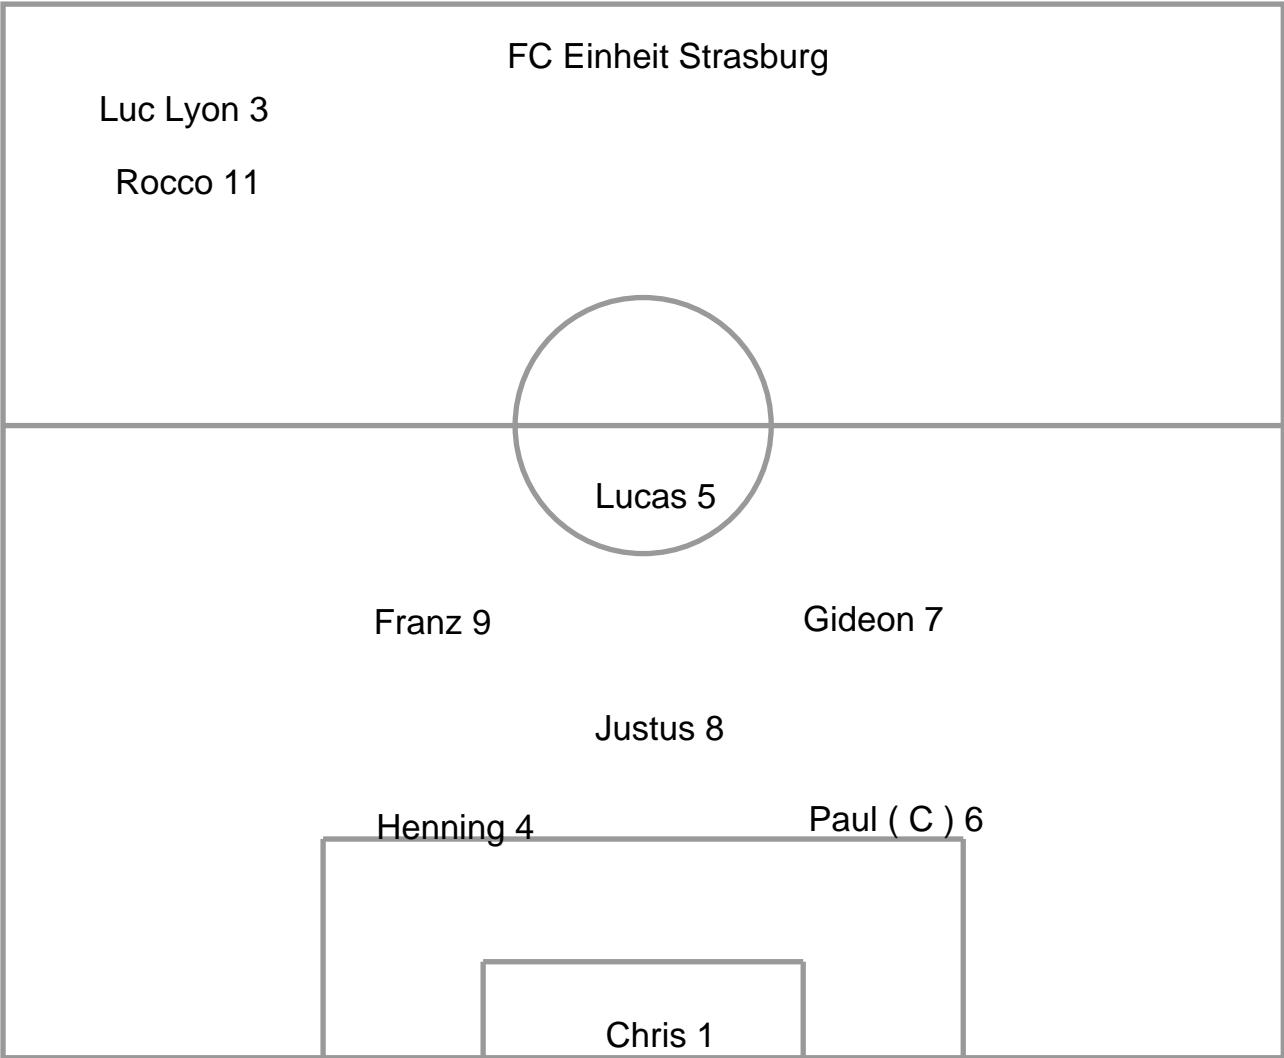 FC Einheit Strasburg
Luc Lyon 3
Rocco 11
Lucas 5
Franz 9
Gideon 7
Justus 8
Henning 4
Paul ( C ) 6
Chris 1